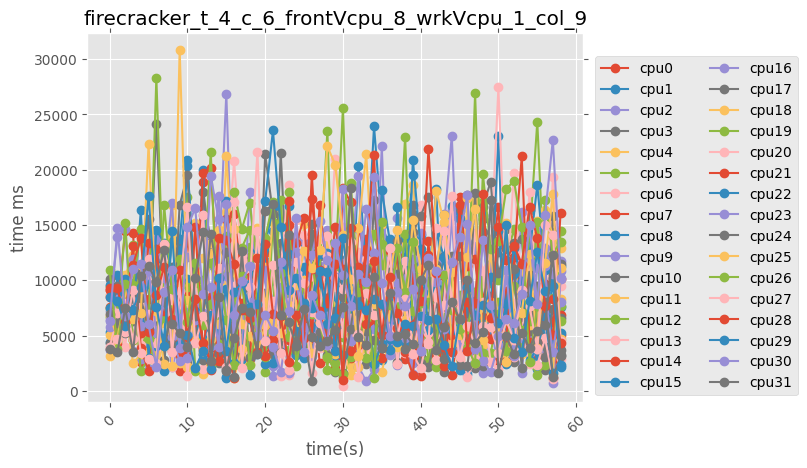 firecracker_t_4_c_6_frontVcpu_8_wrkVcpu_1_col_9
time ms
30000
25000
20000
15000
10000
5000
0
0
10
20
30
40
50
60
time(s)
cpu0
cpu1
cpu2
cpu3
cpu4
cpu5
cpu6
cpu7
cpu8
cpu9
cpu10
cpu11
cpu12
cpu13
cpu14
cpu15
cpu16
cpu17
cpu18
cpu19
cpu20
cpu21
cpu22
cpu23
cpu24
cpu25
cpu26
cpu27
cpu28
cpu29
cpu30
cpu31